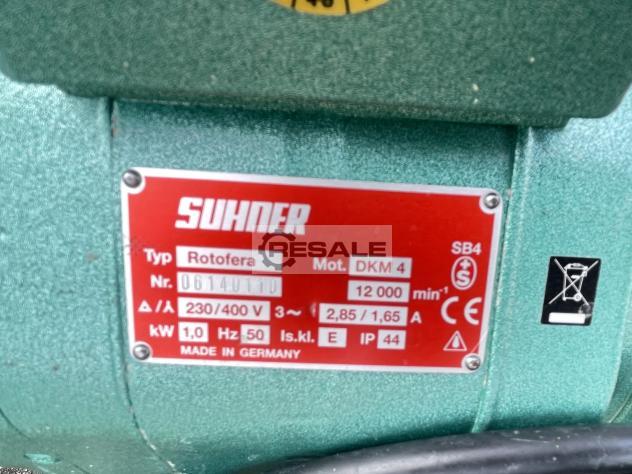 SUHNER
RESALE
SB4
Typ Rotofera Mot. DKM 4
Nr. 12 000 min⁻¹
Δ/⅄ 230/400 V 3~ 2,85 / 1,65 A
kW 1,0 Hz 50 Is.kl. E IP 44
MADE IN GERMANY
CE